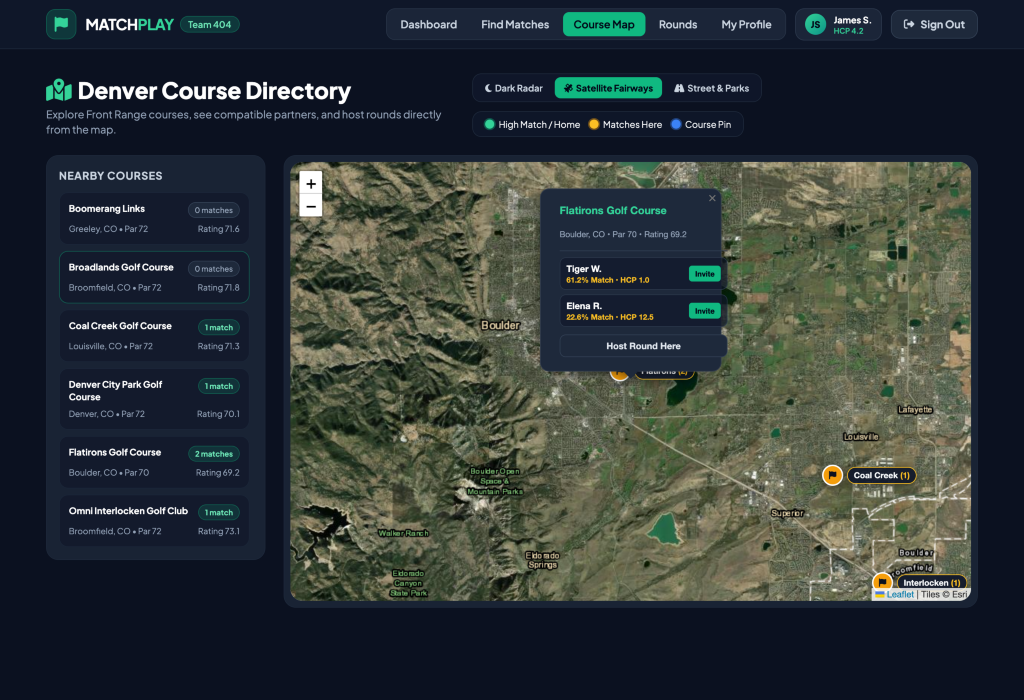 MATCHPLAY Team 404
Dashboard Find Matches Course Map Rounds My Profile
JS James S.
HCP 4.2
Sign Out
Denver Course Directory
Explore Front Range courses, see compatible partners, and host rounds directly
from the map.
Dark Radar Satellite Fairways Street & Parks
High Match / Home Matches Here Course Pin
NEARBY COURSES
Boomerang Links 0 matches
Greeley, CO • Par 72 Rating 71.6
Broadlands Golf Course 0 matches
Broomfield, CO • Par 72 Rating 71.8
Coal Creek Golf Course 1 match
Louisville, CO • Par 72 Rating 71.3
Denver City Park Golf
Course 1 match
Denver, CO • Par 72 Rating 70.1
Flatirons Golf Course 2 matches
Boulder, CO • Par 70 Rating 69.2
Omni Interlocken Golf Club 1 match
Broomfield, CO • Par 72 Rating 73.1
+
−
×
Flatirons Golf Course
Boulder, CO • Par 70 • Rating 69.2
Tiger W.
61.2% Match • HCP 1.0
Invite
Elena R.
22.6% Match • HCP 12.5
Invite
Host Round Here
Flatirons (2)
Boulder
Lafayette
Louisville
Coal Creek (1)
Boulder Open
Space &
Mountain Parks
Superior
Walker Ranch
Eldorado
Springs
Boulder
Eldorado
Canyon
State Park
Interlocken (1)
Leaflet | Tiles © Esri